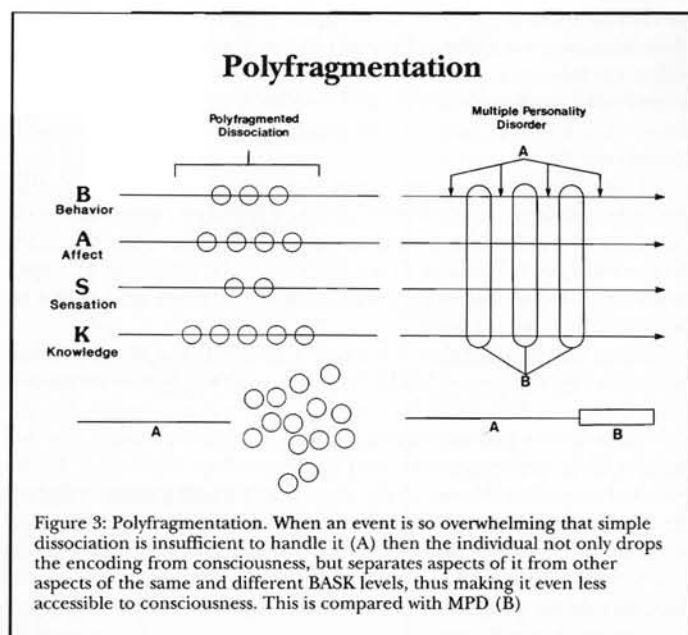 Polyfragmentation
Polyfragmented
Dissociation
Multiple Personality
Disorder
A
B
Behavior
A
Affect
S
Sensation
K
Knowledge
B
A
A
B
Figure 3: Polyfragmentation. When an event is so overwhelming that simple
dissociation is insufficient to handle it (A) then the individual not only drops
the encoding from consciousness, but separates aspects of it from other
aspects of the same and different BASK levels, thus making it even less
accessible to consciousness. This is compared with MPD (B)